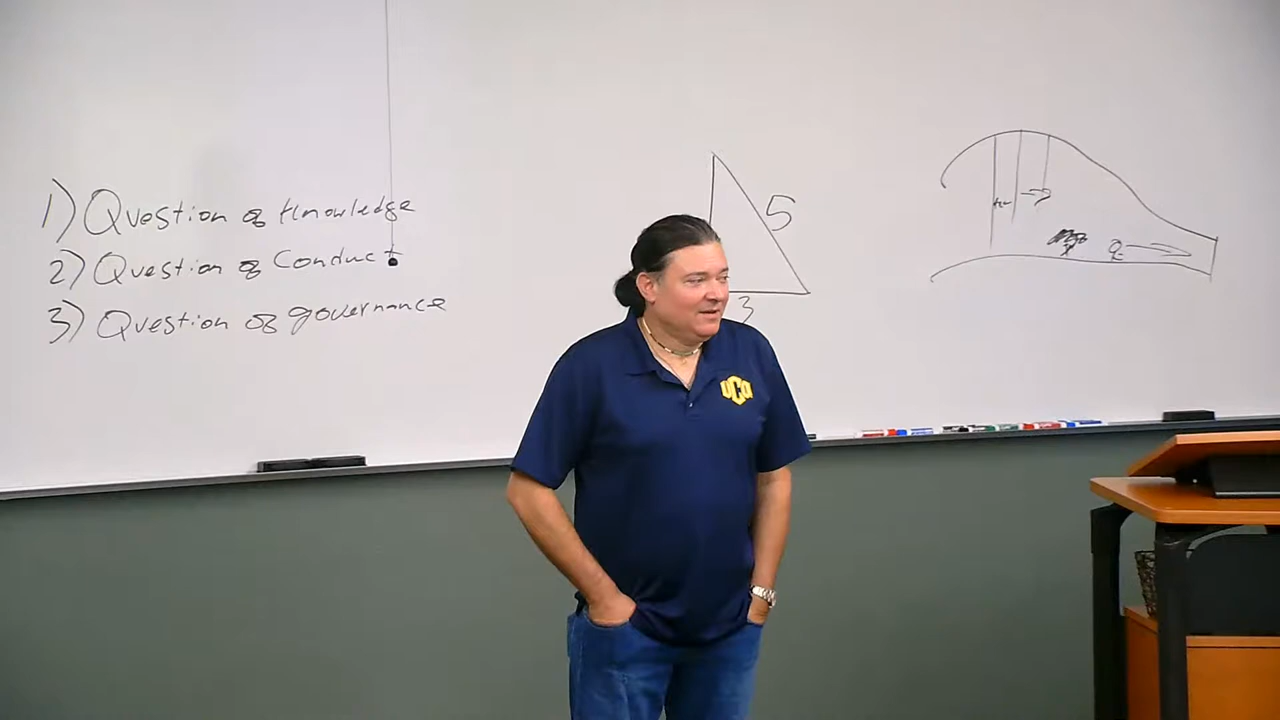 1) Question of Knowledge
2) Question of Conduct
3) Question of governance
5
3
UCO